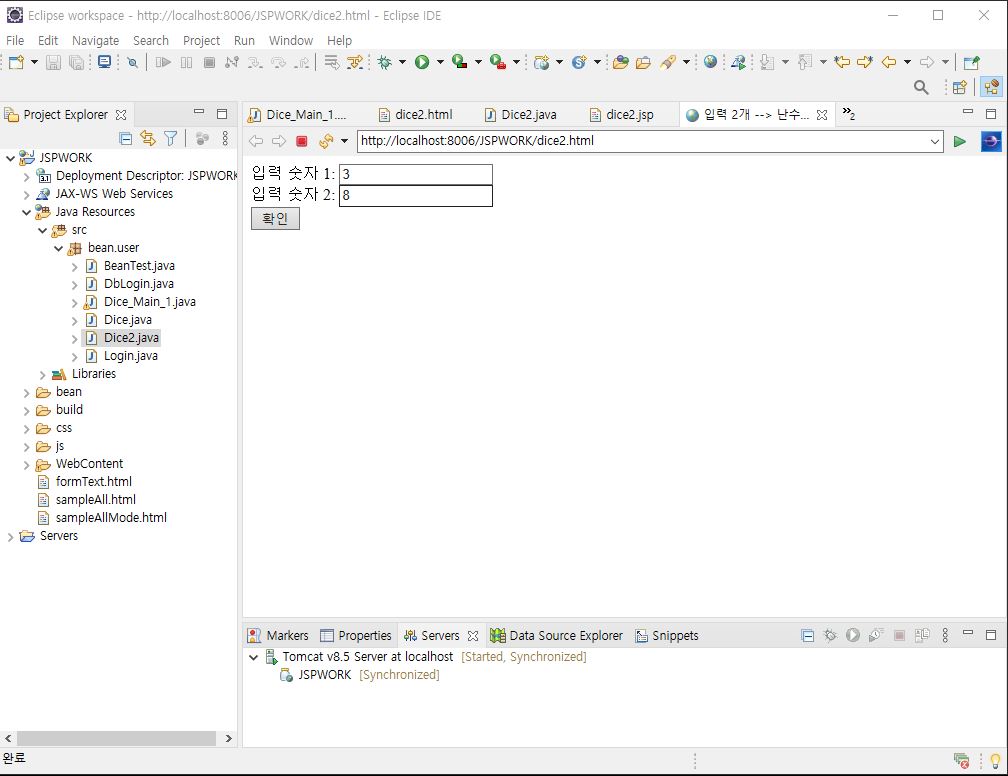 Eclipse workspace - http://localhost:8006/JSPWORK/dice2.html - Eclipse IDE
File Edit Navigate Search Project Run Window Help
Project Explorer
JSPWORK
3.1 Deployment Descriptor: JSPWORK
JAX-WS Web Services
Java Resources
src
bean.user
BeanTest.java
DbLogin.java
Dice_Main_1.java
Dice.java
Dice2.java
Login.java
Libraries
bean
build
css
js
WebContent
formText.html
sampleAll.html
sampleAllMode.html
Servers
Dice_Main_1.... dice2.html Dice2.java dice2.jsp 입력 2개 --> 난수... »2
http://localhost:8006/JSPWORK/dice2.html
입력 숫자 1: 3
입력 숫자 2: 8
확인
Markers Properties Servers Data Source Explorer Snippets
Tomcat v8.5 Server at localhost [Started, Synchronized]
JSPWORK [Synchronized]
완료